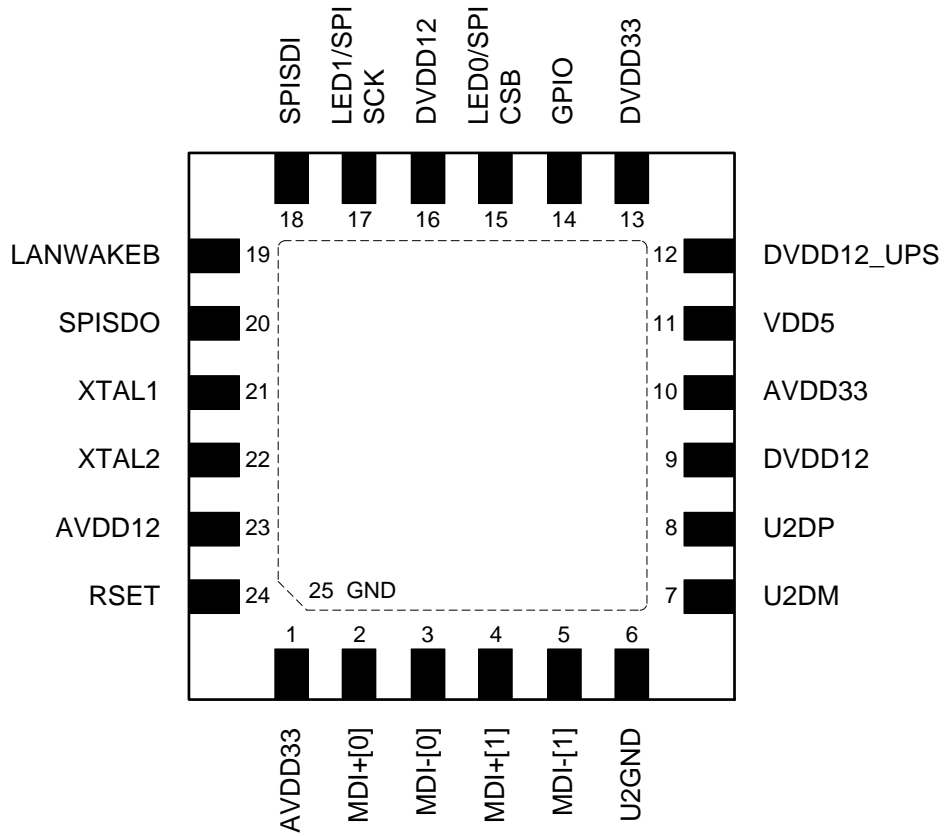 SPISDI
LED1/SPI
SCK
DVDD12
LED0/SPI
CSB
GPIO
DVDD33
18 17 16 15 14 13
LANWAKEB 19
12 DVDD12_UPS
SPISDO 20
11 VDD5
XTAL1 21
10 AVDD33
XTAL2 22
9 DVDD12
AVDD12 23
8 U2DP
RSET 24
25 GND
7 U2DM
1 2 3 4 5 6
AVDD33
MDI+[0]
MDI-[0]
MDI+[1]
MDI-[1]
U2GND